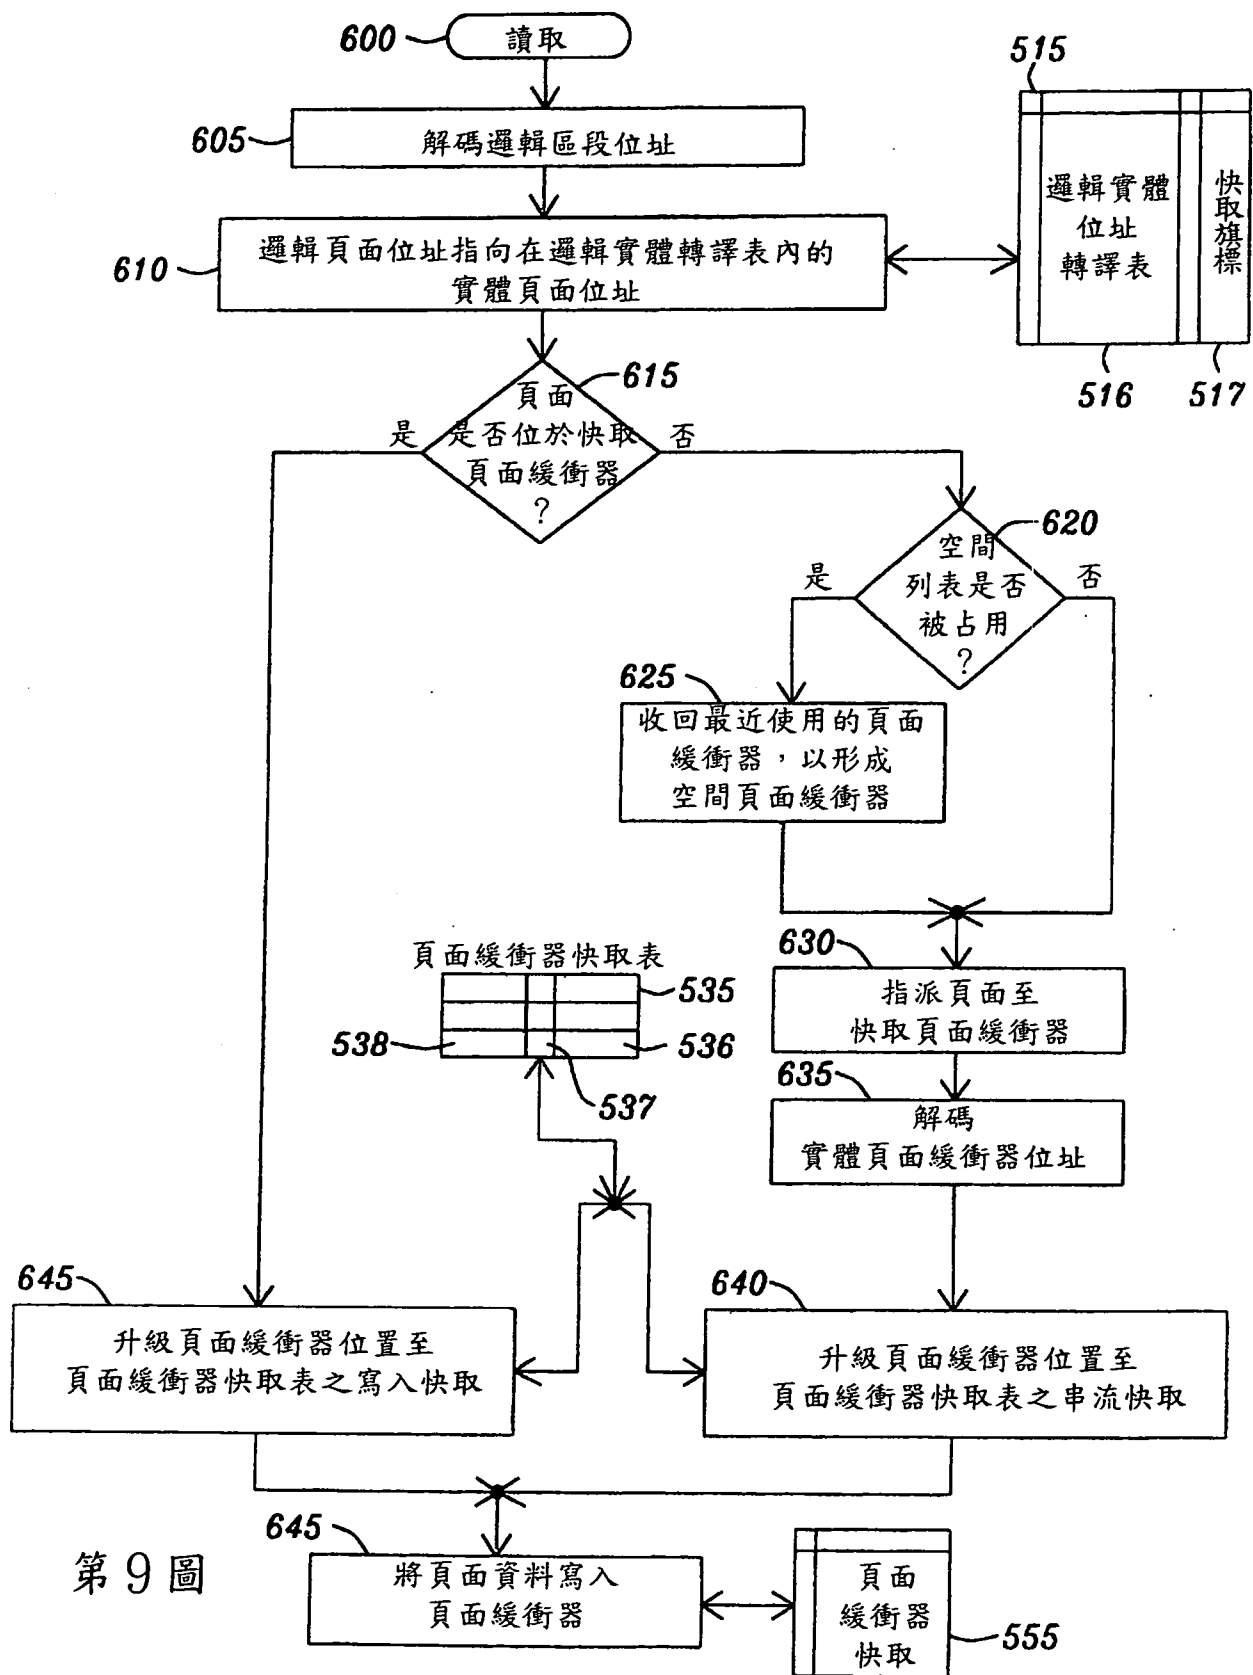 600
讀取
515
605
解碼邏輯區段位址
610
邏輯頁面位址指向在邏輯實體轉譯表內的
實體頁面位址
邏輯實體
位址
轉譯表
快取旗標
516
517
615
頁面
是否位於快取
頁面緩衝器
?
是
否
620
空間
列表是否
被占用
?
是
否
625
收回最近使用的頁面
緩衝器,以形成
空間頁面緩衝器
頁面緩衝器快取表
535
538
536
537
630
指派頁面至
快取頁面緩衝器
635
解碼
實體頁面緩衝器位址
645
升級頁面緩衝器位置至
頁面緩衝器快取表之寫入快取
640
升級頁面緩衝器位置至
頁面緩衝器快取表之串流快取
645
將頁面資料寫入
頁面緩衝器
頁面
緩衝器
快取
555
第9圖